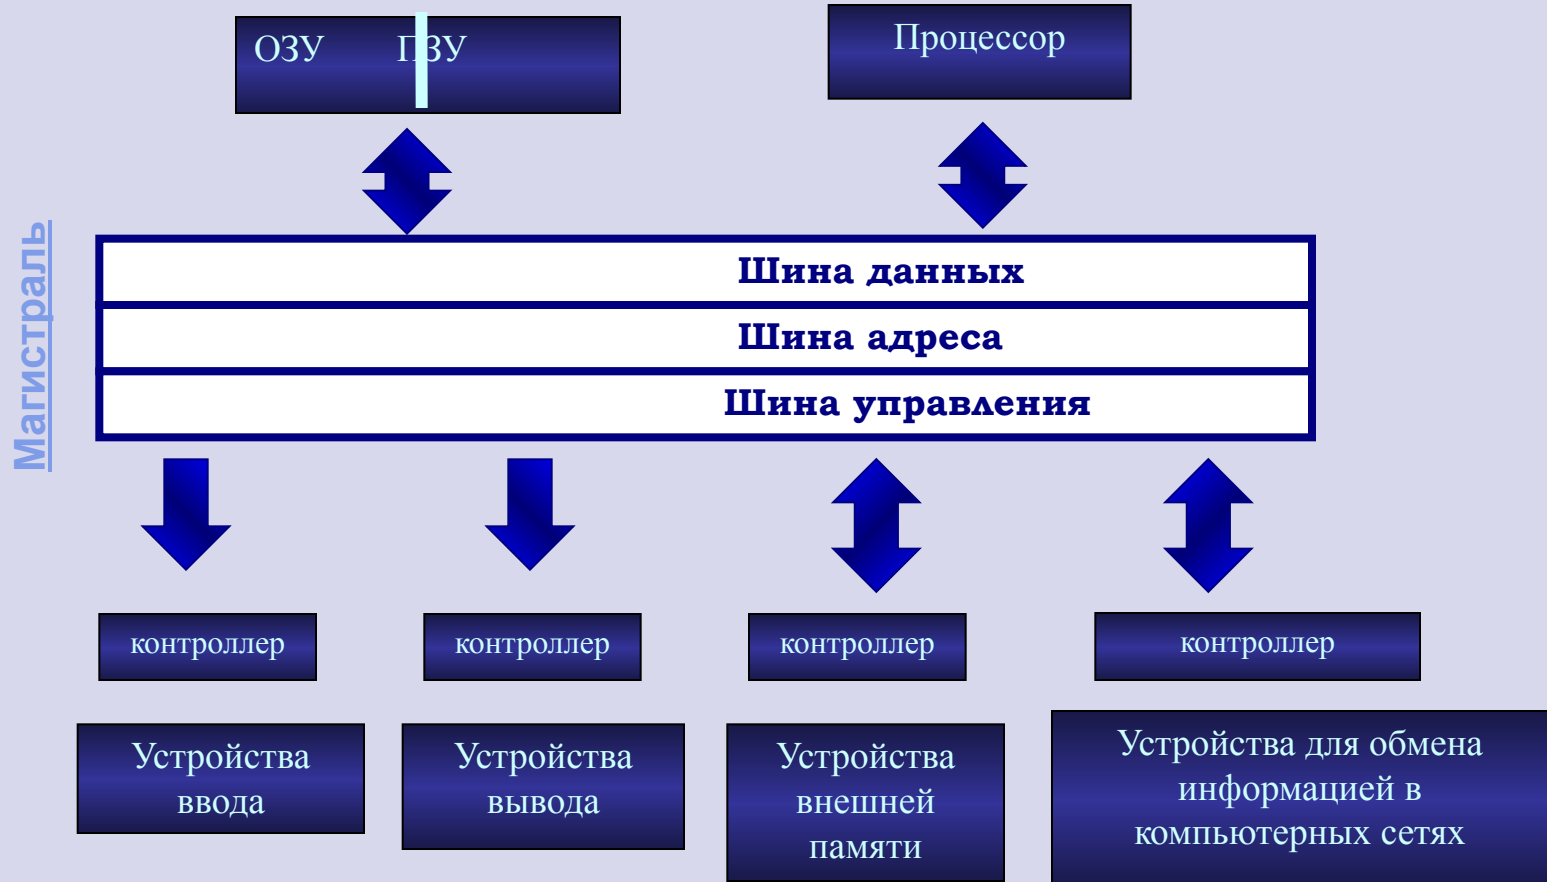 ОЗУ ПЗУ
Процессор
Магистраль
Шина данных
Шина адреса
Шина управления
контроллер
контроллер
контроллер
контроллер
Устройства
ввода
Устройства
вывода
Устройства
внешней
памяти
Устройства для обмена
информацией в
компьютерных сетях